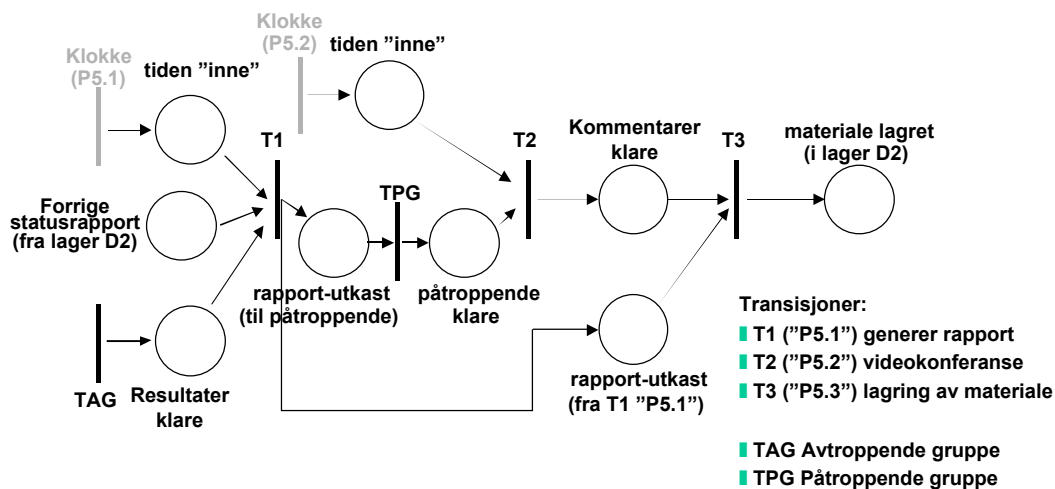 Klokke
(P5.1)
tiden ”inne”
Klokke
(P5.2)
tiden ”inne”
T1
T2
Kommentarer
klare
T3
materiale lagret
(i lager D2)
Forrige
statusrapport
(fra lager D2)
TPG
rapport-utkast
(til påtroppende)
påtroppende
klare
TAG
Resultater
klare
rapport-utkast
(fra T1 ”P5.1”)
Transisjoner:
T1 (”P5.1”) generer rapport
T2 (”P5.2”) videokonferanse
T3 (”P5.3”) lagring av materiale
TAG Avtroppende gruppe
TPG Påtroppende gruppe